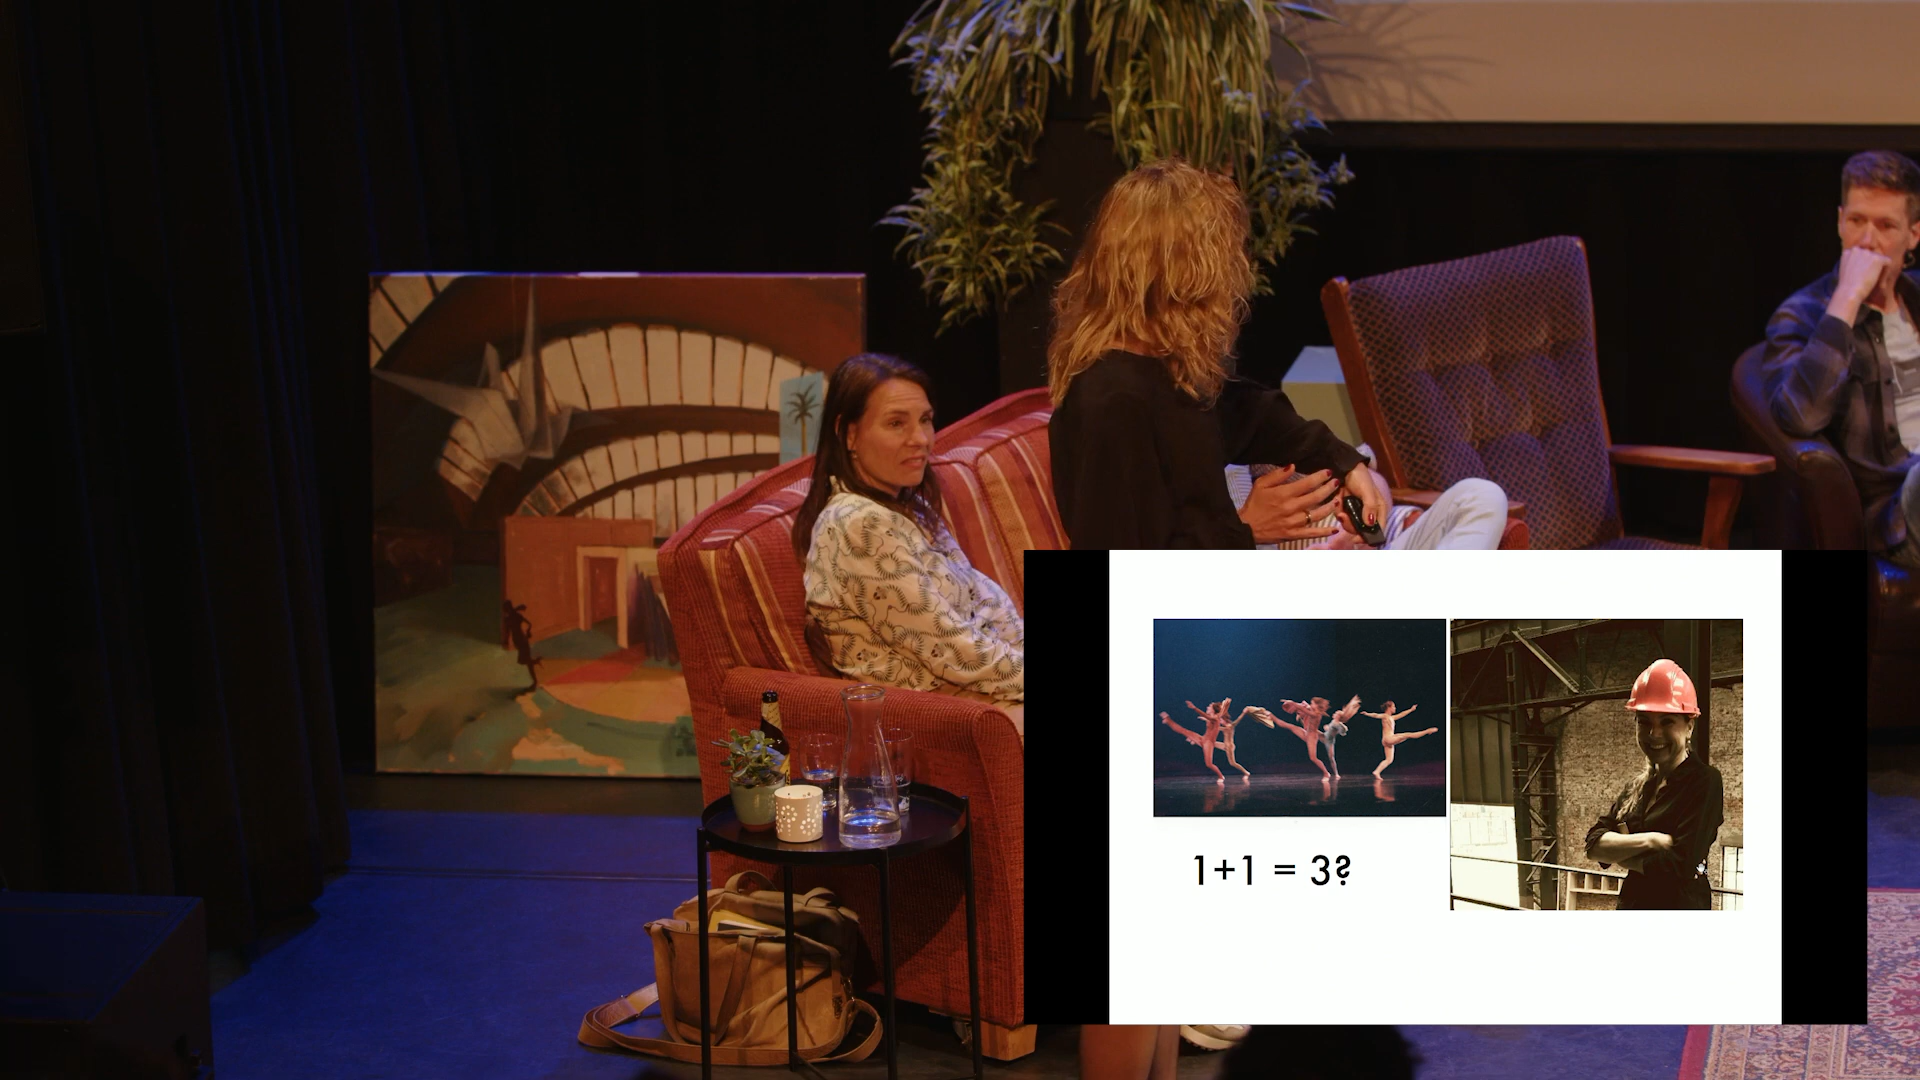 1+1 = 3?